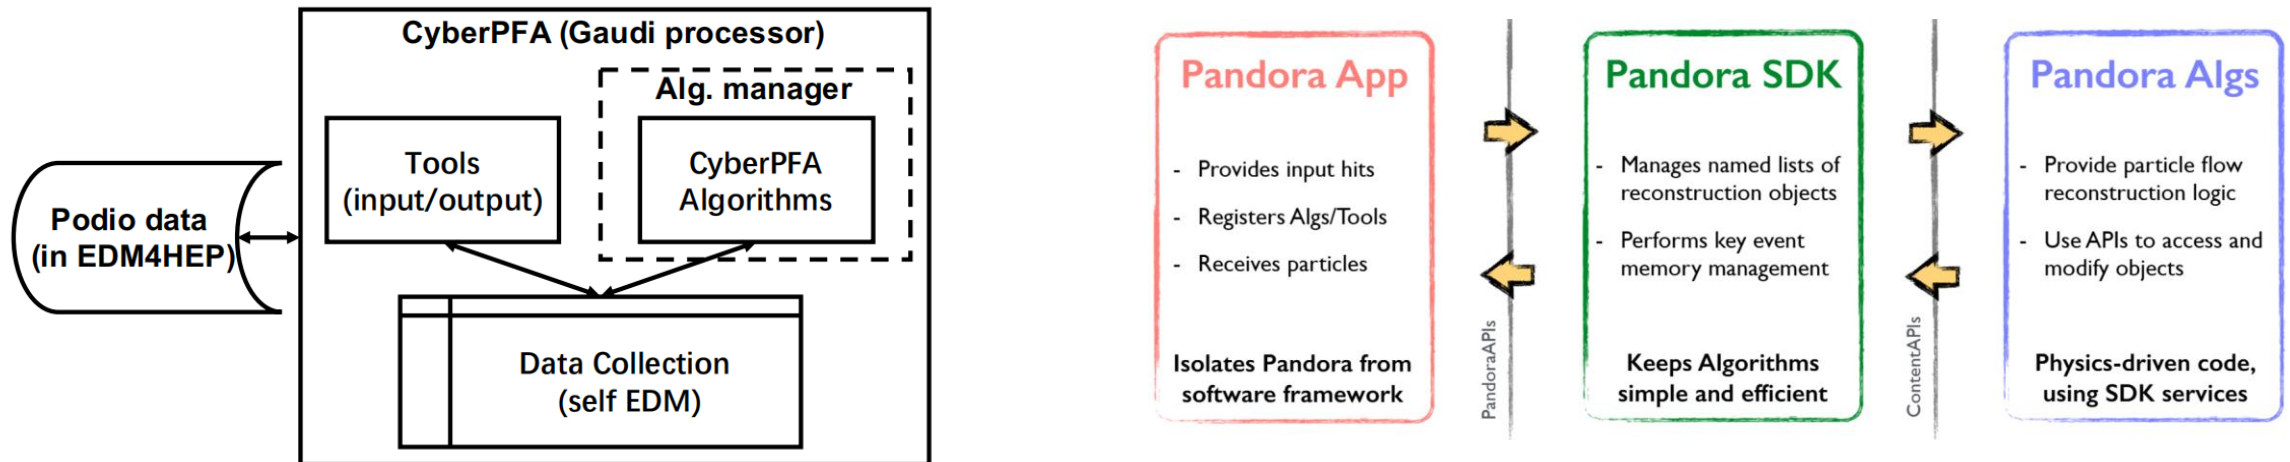 CyberPFA (Gaudi processor)
Alg. manager
Tools
(input/output)
CyberPFA
Algorithms
Podio data
(in EDM4HEP)
Data Collection
(self EDM)
Pandora App
- Provides input hits
- Registers Algs/Tools
- Receives particles
Isolates Pandora from
software framework
PandoraAPIs
Pandora SDK
- Manages named lists of
reconstruction objects
- Performs key event
memory management
Keeps Algorithms
simple and efficient
ContentAPIs
Pandora Algs
- Provide particle flow
reconstruction logic
- Use APIs to access and
modify objects
Physics-driven code,
using SDK services